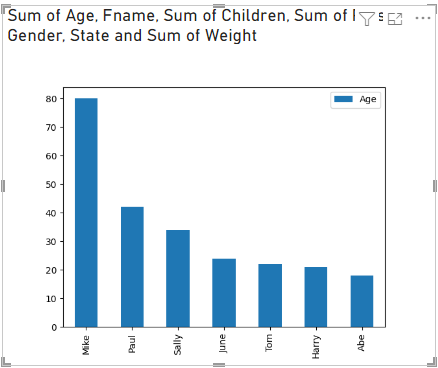 Sum of Age, Fname, Sum of Children, Sum of
Gender, State and Sum of Weight
Age
80
70
60
50
40
30
20
10
0
Mike Paul Sally June Tom Harry Abe